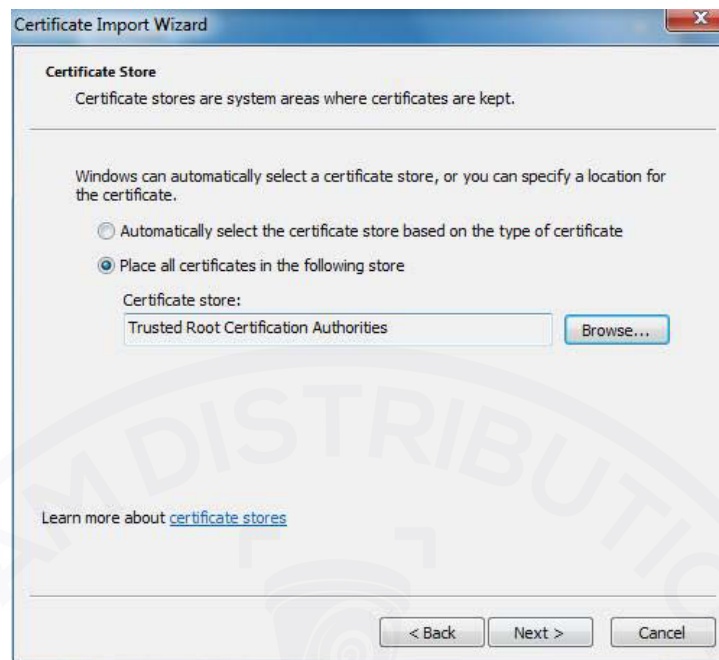 Certificate Import Wizard
Certificate Store
Certificate stores are system areas where certificates are kept.
Windows can automatically select a certificate store, or you can specify a location for
the certificate.
Automatically select the certificate store based on the type of certificate
Place all certificates in the following store
Certificate store:
Trusted Root Certification Authorities
Browse...
Learn more about certificate stores
< Back
Next >
Cancel